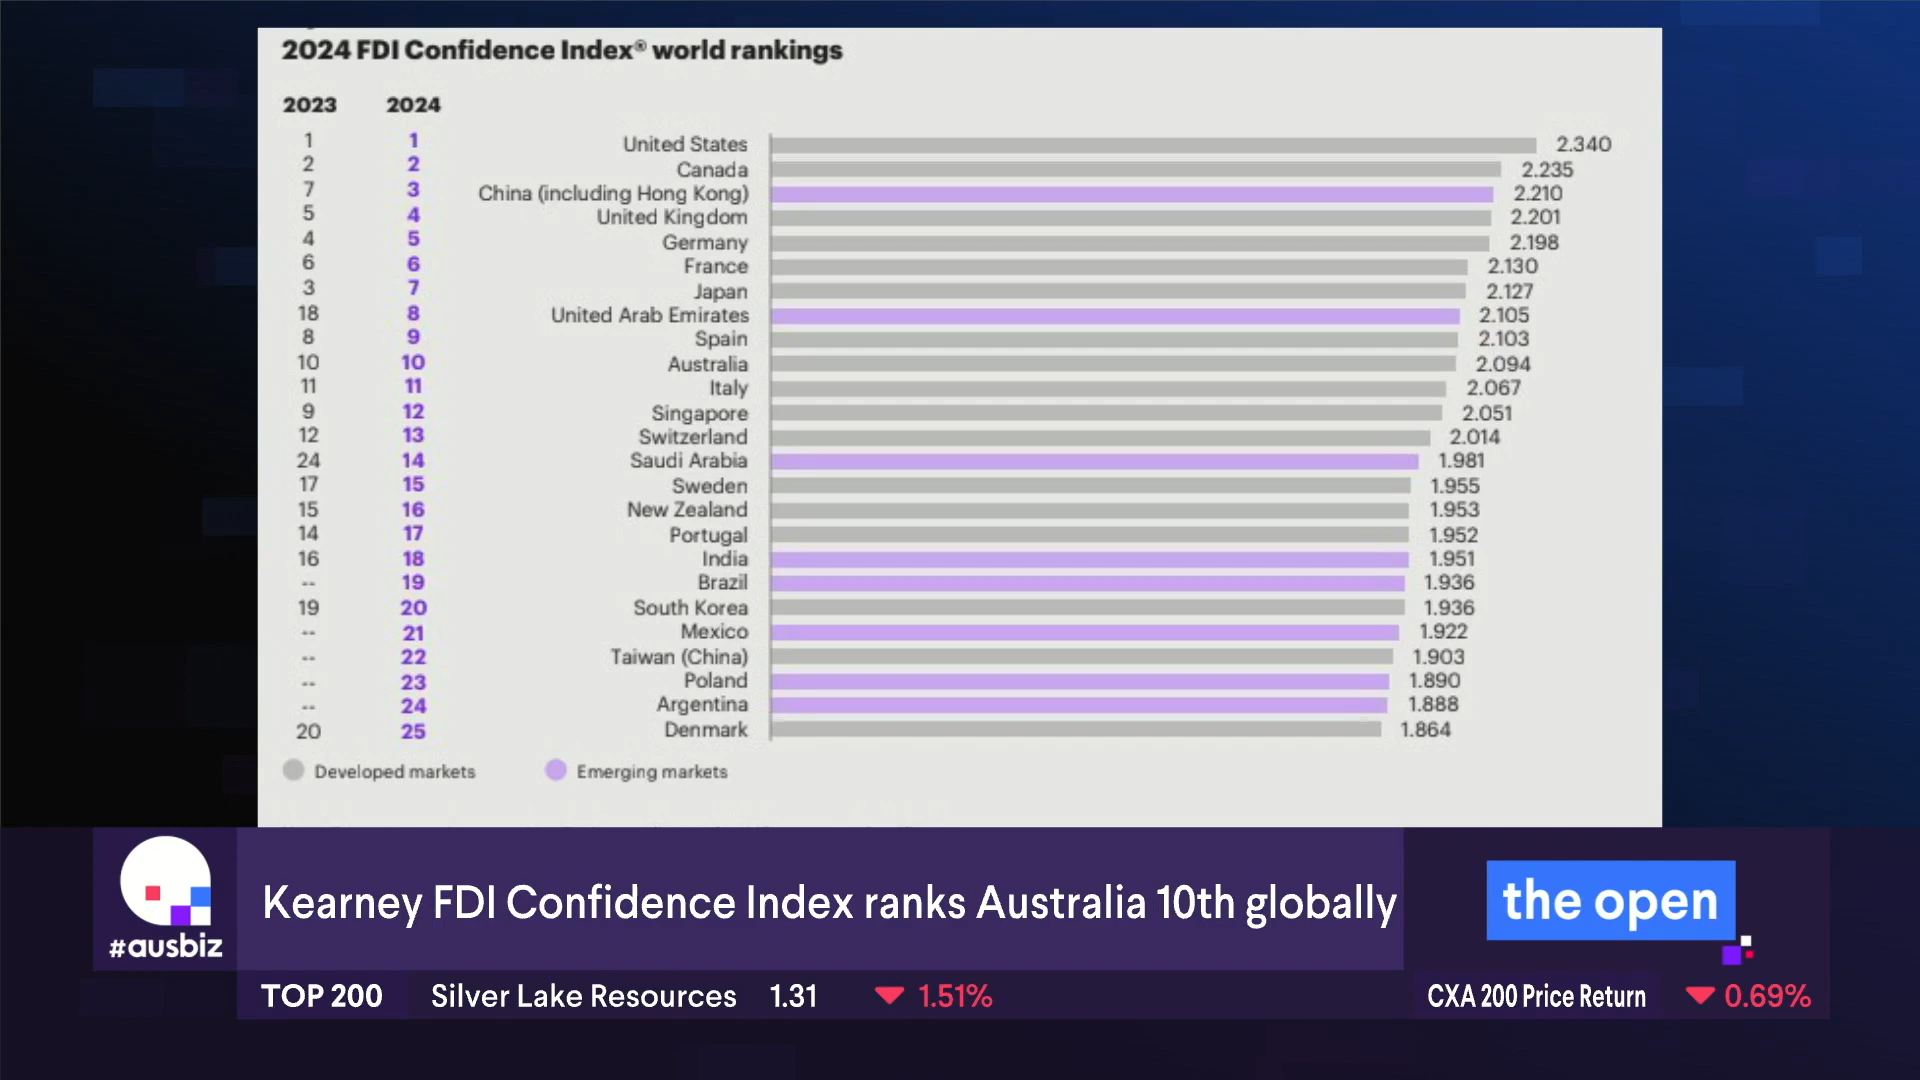 2024 FDI Confidence Index® world rankings
2023 2024
1 1 United States 2.340
2 2 Canada 2.235
7 3 China (including Hong Kong) 2.210
5 4 United Kingdom 2.201
4 5 Germany 2.198
6 6 France 2.130
3 7 Japan 2.127
18 8 United Arab Emirates 2.105
8 9 Spain 2.103
10 10 Australia 2.094
11 11 Italy 2.067
9 12 Singapore 2.051
12 13 Switzerland 2.014
24 14 Saudi Arabia 1.981
17 15 Sweden 1.955
15 16 New Zealand 1.953
14 17 Portugal 1.952
16 18 India 1.951
-- 19 Brazil 1.936
19 20 South Korea 1.936
-- 21 Mexico 1.922
-- 22 Taiwan (China) 1.903
-- 23 Poland 1.890
-- 24 Argentina 1.888
20 25 Denmark 1.864
Developed markets Emerging markets
Kearney FDI Confidence Index ranks Australia 10th globally
the open
#ausbiz
TOP 200 Silver Lake Resources 1.31 1.51% CXA 200 Price Return 0.69%